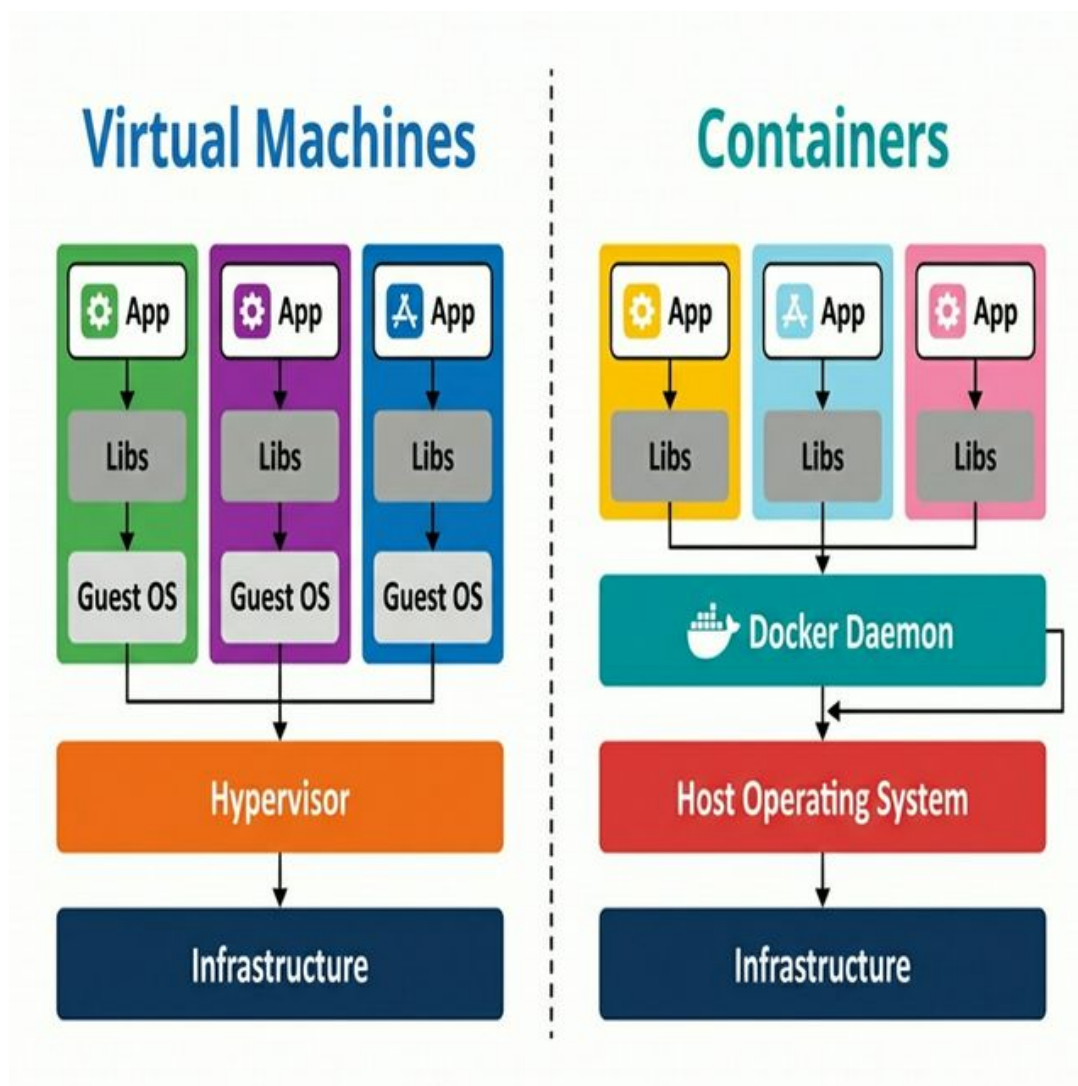 Virtual Machines
App
App
App
Libs
Libs
Libs
Guest OS
Guest OS
Guest OS
Hypervisor
Infrastructure
Containers
App
App
App
Libs
Libs
Libs
Docker Daemon
Host Operating System
Infrastructure